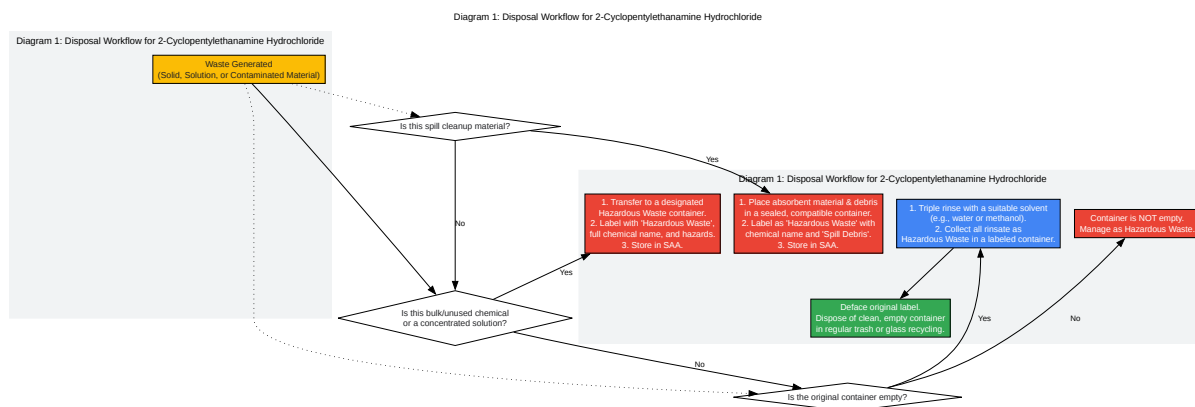 Diagram 1: Disposal Workflow for 2-Cyclopentylethanamine Hydrochloride
Diagram 1: Disposal Workflow for 2-Cyclopentylethanamine Hydrochloride
Waste Generated
(Solid, Solution, or Contaminated Material)
Is this spill cleanup material?
Yes
No
Diagram 1: Disposal Workflow for 2-Cyclopentylethanamine Hydrochloride
1. Transfer to a designated
Hazardous Waste container.
2. Label with 'Hazardous Waste',
full chemical name, and hazards.
3. Store in SAA.
1. Place absorbent material & debris
in a sealed, compatible container.
2. Label as 'Hazardous Waste' with
chemical name and 'Spill Debris'.
3. Store in SAA.
1. Triple rinse with a suitable solvent
(e.g., water or methanol).
2. Collect all rinsate as
Hazardous Waste in a labeled container.
Container is NOT empty.
Manage as Hazardous Waste.
Yes
Is this bulk/unused chemical
or a concentrated solution?
Deface original label.
Dispose of clean, empty container
in regular trash or glass recycling.
Yes
No
No
Is the original container empty?